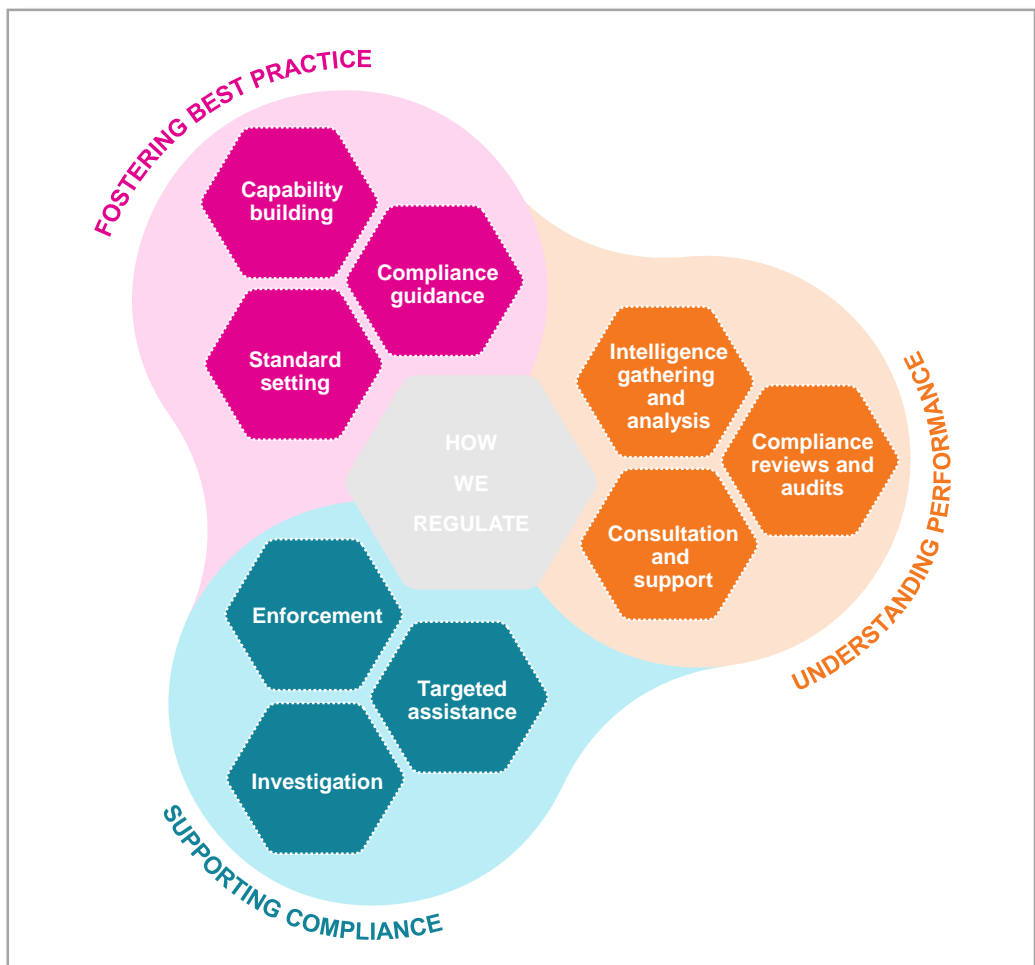 FOSTERING BEST PRACTICE
Capability
building
Compliance
guidance
Standard
setting
HOW
WE
REGULATE
Intelligence
gathering
and
analysis
Compliance
reviews and
audits
Consultation
and
support
UNDERSTANDING PERFORMANCE
Enforcement
Targeted
assistance
Investigation
SUPPORTING COMPLIANCE